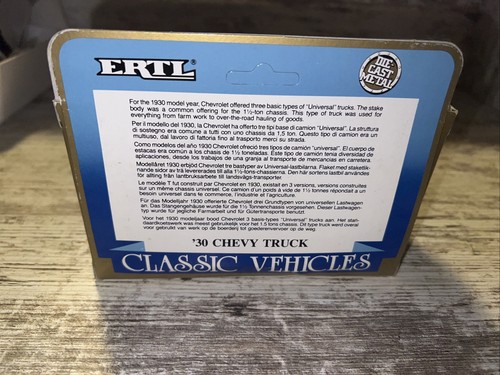 ERTL®
DIE
CAST
METAL
For the 1930 model year, Chevrolet offered three basic types of "Universal" trucks. The stake
body was a common offering for the 1½-ton chassis. This type of truck was used for
everything from farm work to over-the-road hauling of goods.
Per il modello del 1930, la Chevrolet ha offerto tre tipi base di camion "Universal". La struttura
di sostegno era comune a tutti con uno chassis da 1,5 ton. Questo tipo di camion era un
multiuso, dal lavoro di fattoria fino al trasporto merci su strada.
Como modelos del año 1930 Chevrolet ofreció tres tipos de camión "Universal". El cuerpo de
estacas era común a los chasis de 1½ toneladas. Este tipo de camión tenía diversidad de
aplicaciones, desde los trabajos de una granja al transporte de mercancías en carretera.
Modellåret 1930 erbjöd Chevrolet tre bastyper av Universal-lastbilarna. Flaket med staketlik-
nande sidor av trä levererades till alla 1½-tons-chassierna. Den här sortens lastbil användes
för allting från lantbruksarbete till landsvägs-transporter.
Le modèle T fut construit par Chevrolet en 1930, existait en 3 versions, versions construites
sur un même chassis universel. Ce camion d'un poids à vide de 1½ tonnes répondait à un
besoin universel dans le commerce, l'industrie et l'agriculture.
Für das Modelljahr 1930 offerierte Chevrolet drei Grundtypen von universellen Lastwagen
an. Das Stangengehäuse wurde für die 1½ Tonnenchassis vorgesehen. Dieser Lastwagen-
typ wurde für jegliche Farmarbeit und für Gütertransporte benutzt.
Voor het 1930 modeljaar bood Chevrolet 3 basis-types "Universal" trucks aan. Het stan-
daardkoetswerk was meest gebruikelijk voor het 1.5 tons chassis. Dit type truck werd overal
voor gebruikt van werk op de boerderij tot goederenvervoer op de weg.
'30 CHEVY TRUCK
CLASSIC VEHICLES